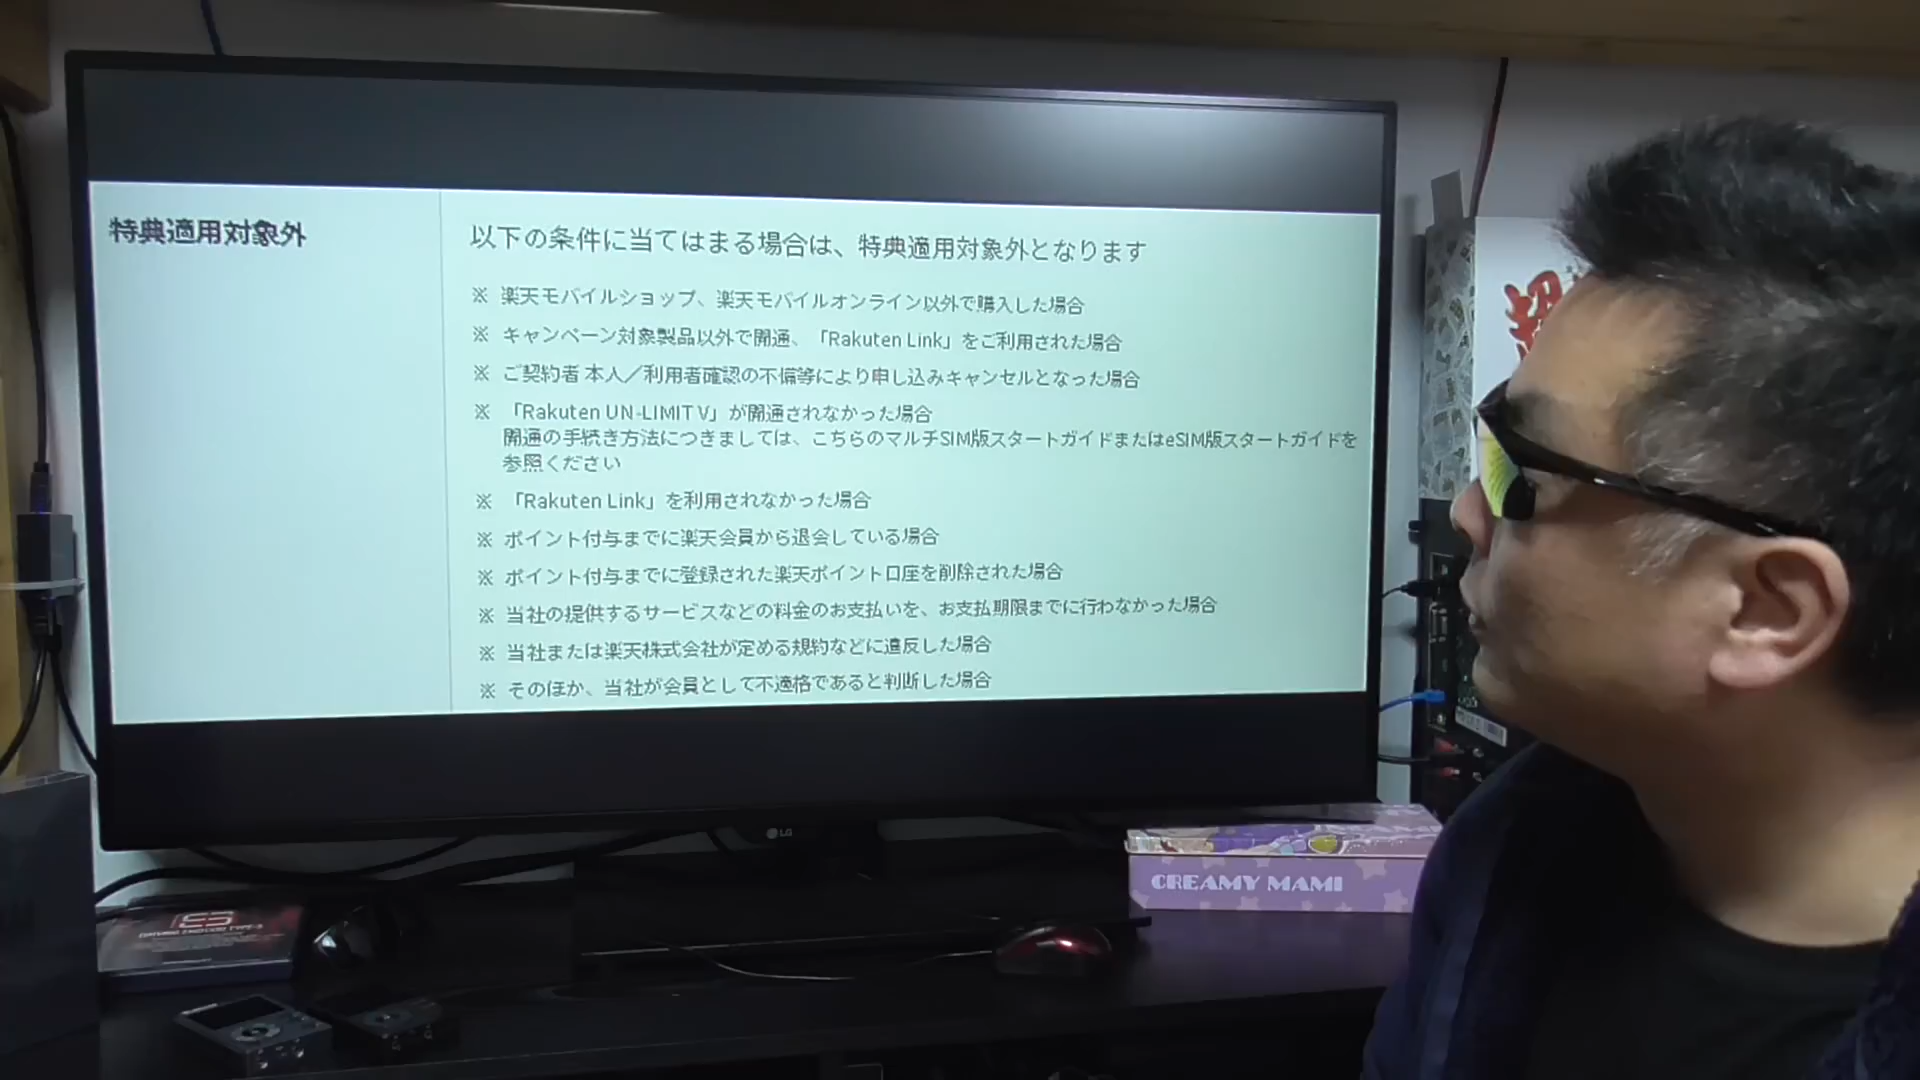 特典適用対象外
以下の条件に当てはまる場合は、特典適用対象外となります
※ 楽天モバイルショップ、楽天モバイルオンライン以外で購入した場合
※ キャンペーン対象製品以外で開通、「Rakuten Link」をご利用された場合
※ ご契約者 本人／利用者確認の不備等により申し込みキャンセルとなった場合
※ 「Rakuten UN-LIMIT V」が開通されなかった場合
開通の手続き方法につきましては、こちらのマルチSIM版スタートガイドまたはeSIM版スタートガイドを
参照ください
※ 「Rakuten Link」を利用されなかった場合
※ ポイント付与までに楽天会員から退会している場合
※ ポイント付与までに登録された楽天ポイント口座を削除された場合
※ 当社の提供するサービスなどの料金のお支払いを、お支払期限までに行わなかった場合
※ 当社または楽天株式会社が定める規約などに違反した場合
※ そのほか、当社が会員として不適格であると判断した場合
LG
CREAMY MAMI